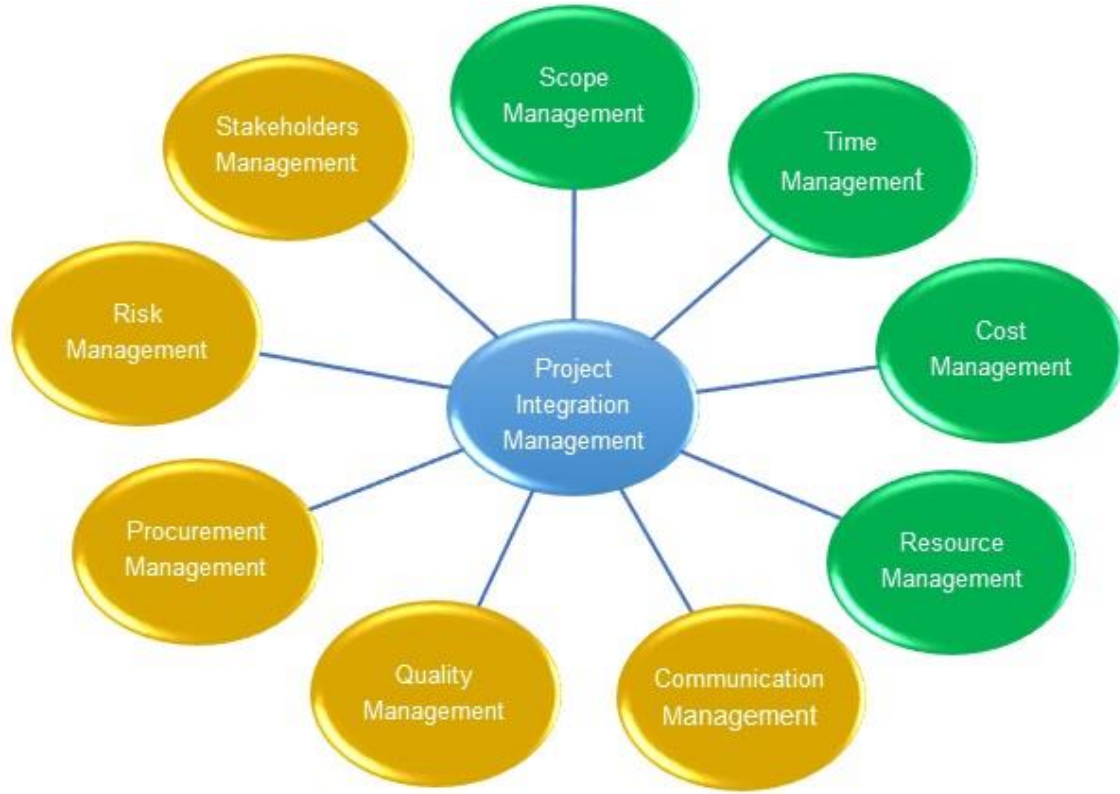 Scope
Management
Time
Management
Cost
Management
Resource
Management
Communication
Management
Quality
Management
Procurement
Management
Risk
Management
Stakeholders
Management
Project
Integration
Management